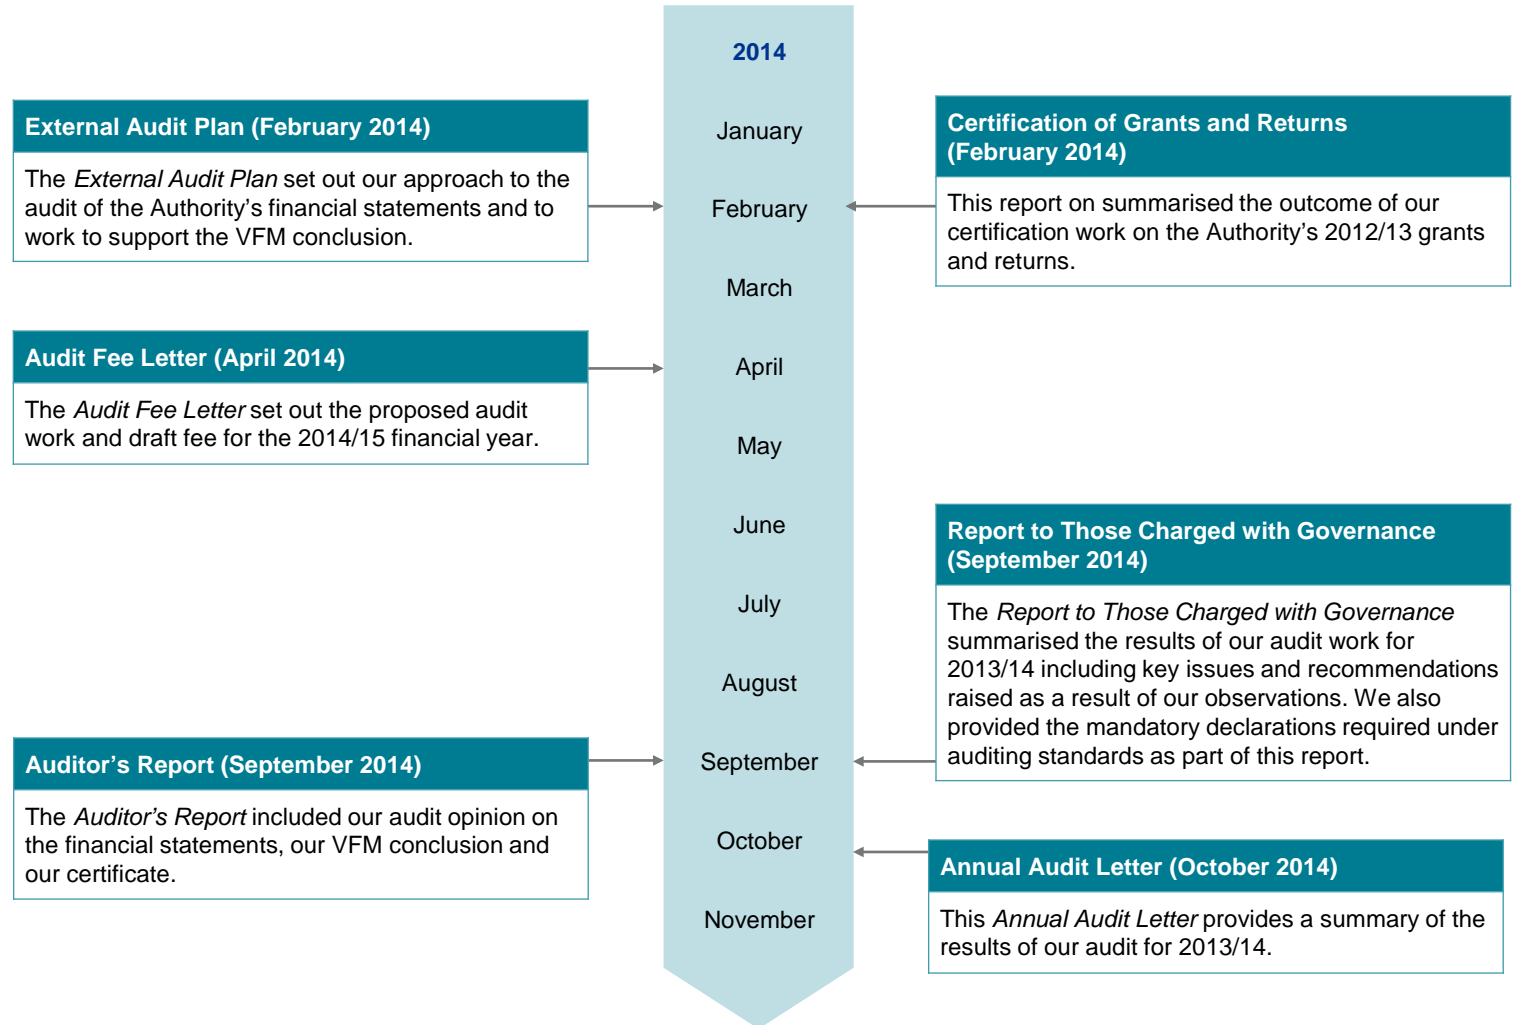 2014
January
February
March
April
May
June
July
August
September
October
November
External Audit Plan (February 2014)
The External Audit Plan set out our approach to the
audit of the Authority’s financial statements and to
work to support the VFM conclusion.
Audit Fee Letter (April 2014)
The Audit Fee Letter set out the proposed audit
work and draft fee for the 2014/15 financial year.
Auditor’s Report (September 2014)
The Auditor’s Report included our audit opinion on
the financial statements, our VFM conclusion and
our certificate.
Certification of Grants and Returns
(February 2014)
This report on summarised the outcome of our
certification work on the Authority’s 2012/13 grants
and returns.
Report to Those Charged with Governance
(September 2014)
The Report to Those Charged with Governance
summarised the results of our audit work for
2013/14 including key issues and recommendations
raised as a result of our observations. We also
provided the mandatory declarations required under
auditing standards as part of this report.
Annual Audit Letter (October 2014)
This Annual Audit Letter provides a summary of the
results of our audit for 2013/14.